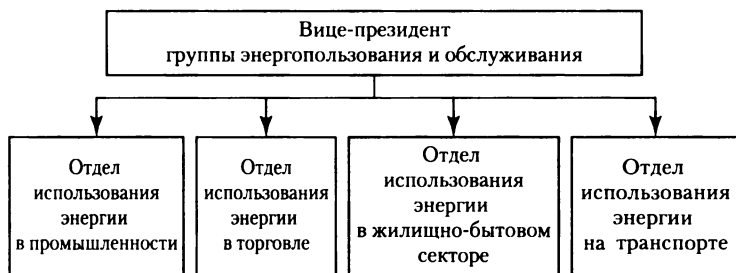 Вице-президент
группы энергопользования и обслуживания
Отдел
использования
энергии
в промышленности
Отдел
использования
энергии
в торговле
Отдел
использования
энергии
в жилищно-бытовом
секторе
Отдел
использования
энергии
на транспорте